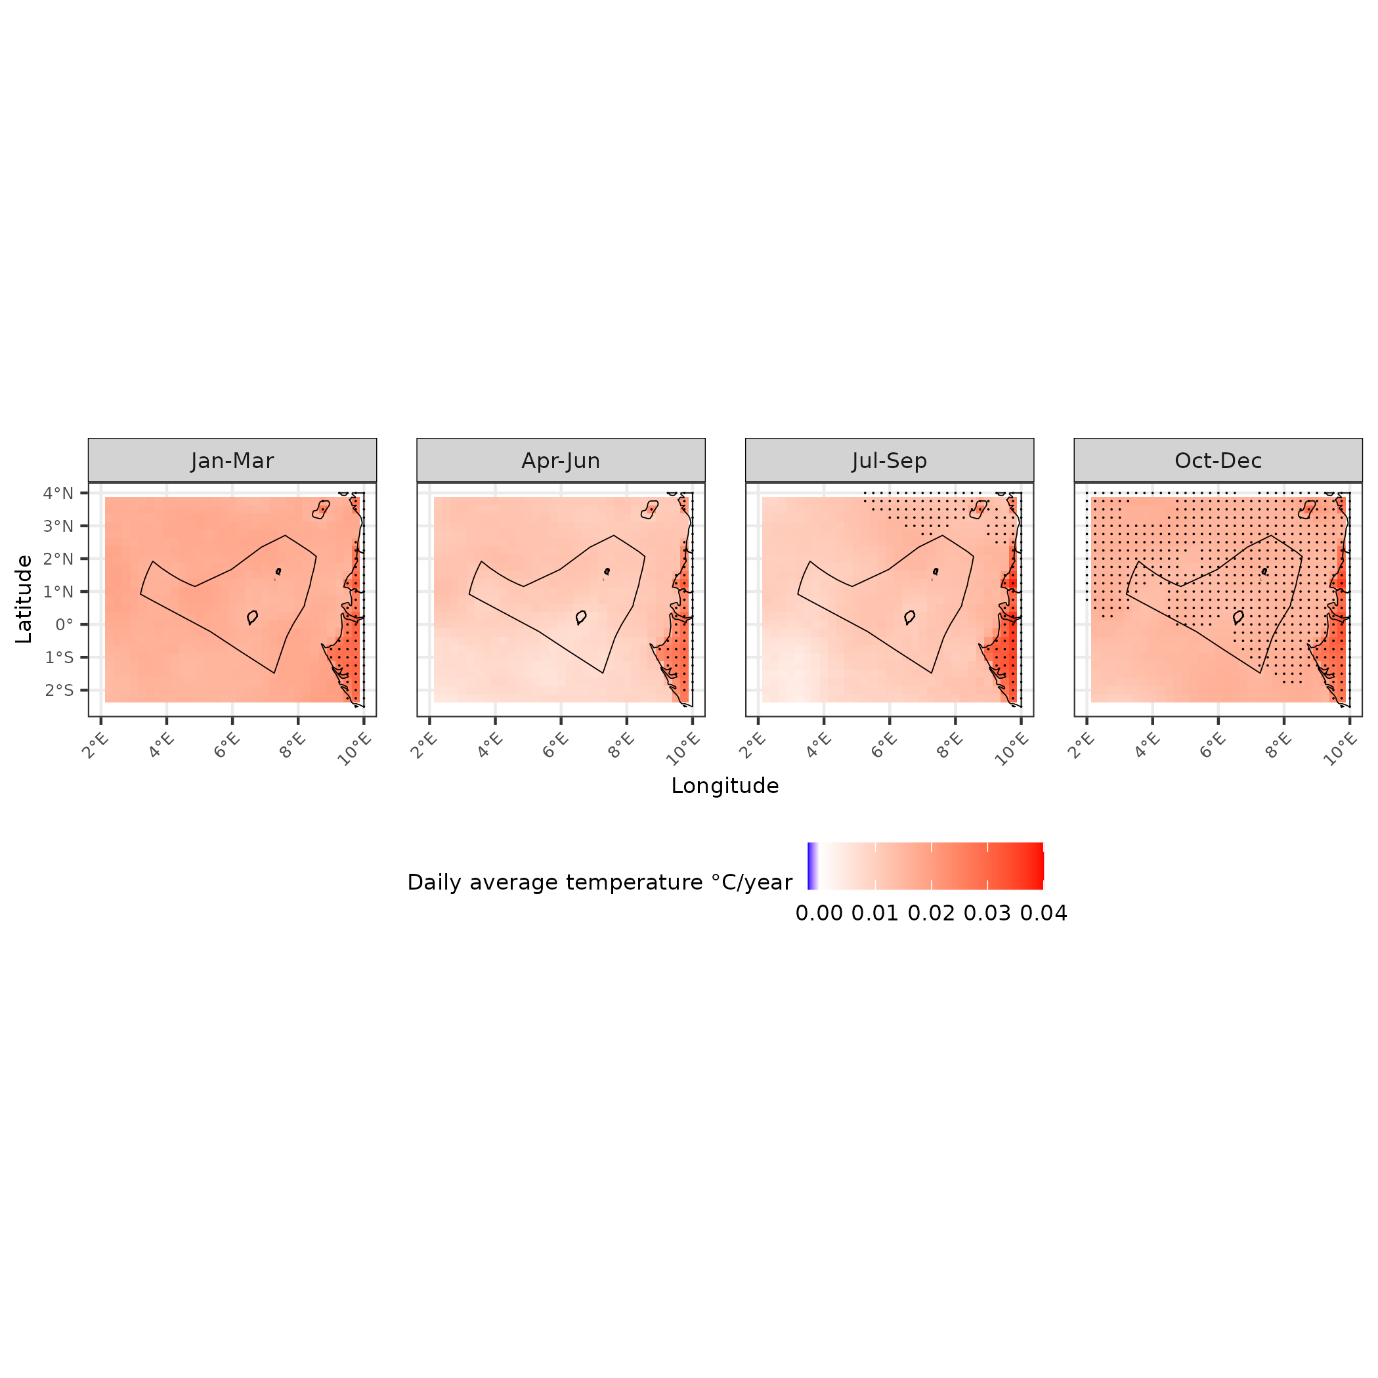 Jan-Mar Apr-Jun Jul-Sep Oct-Dec
4°N
3°N
2°N
1°N
0°
1°S
2°S
Latitude
2°E 4°E 6°E 8°E 10°E 2°E 4°E 6°E 8°E 10°E 2°E 4°E 6°E 8°E 10°E 2°E 4°E 6°E 8°E 10°E
Longitude
Daily average temperature °C/year
0.00 0.01 0.02 0.03 0.04